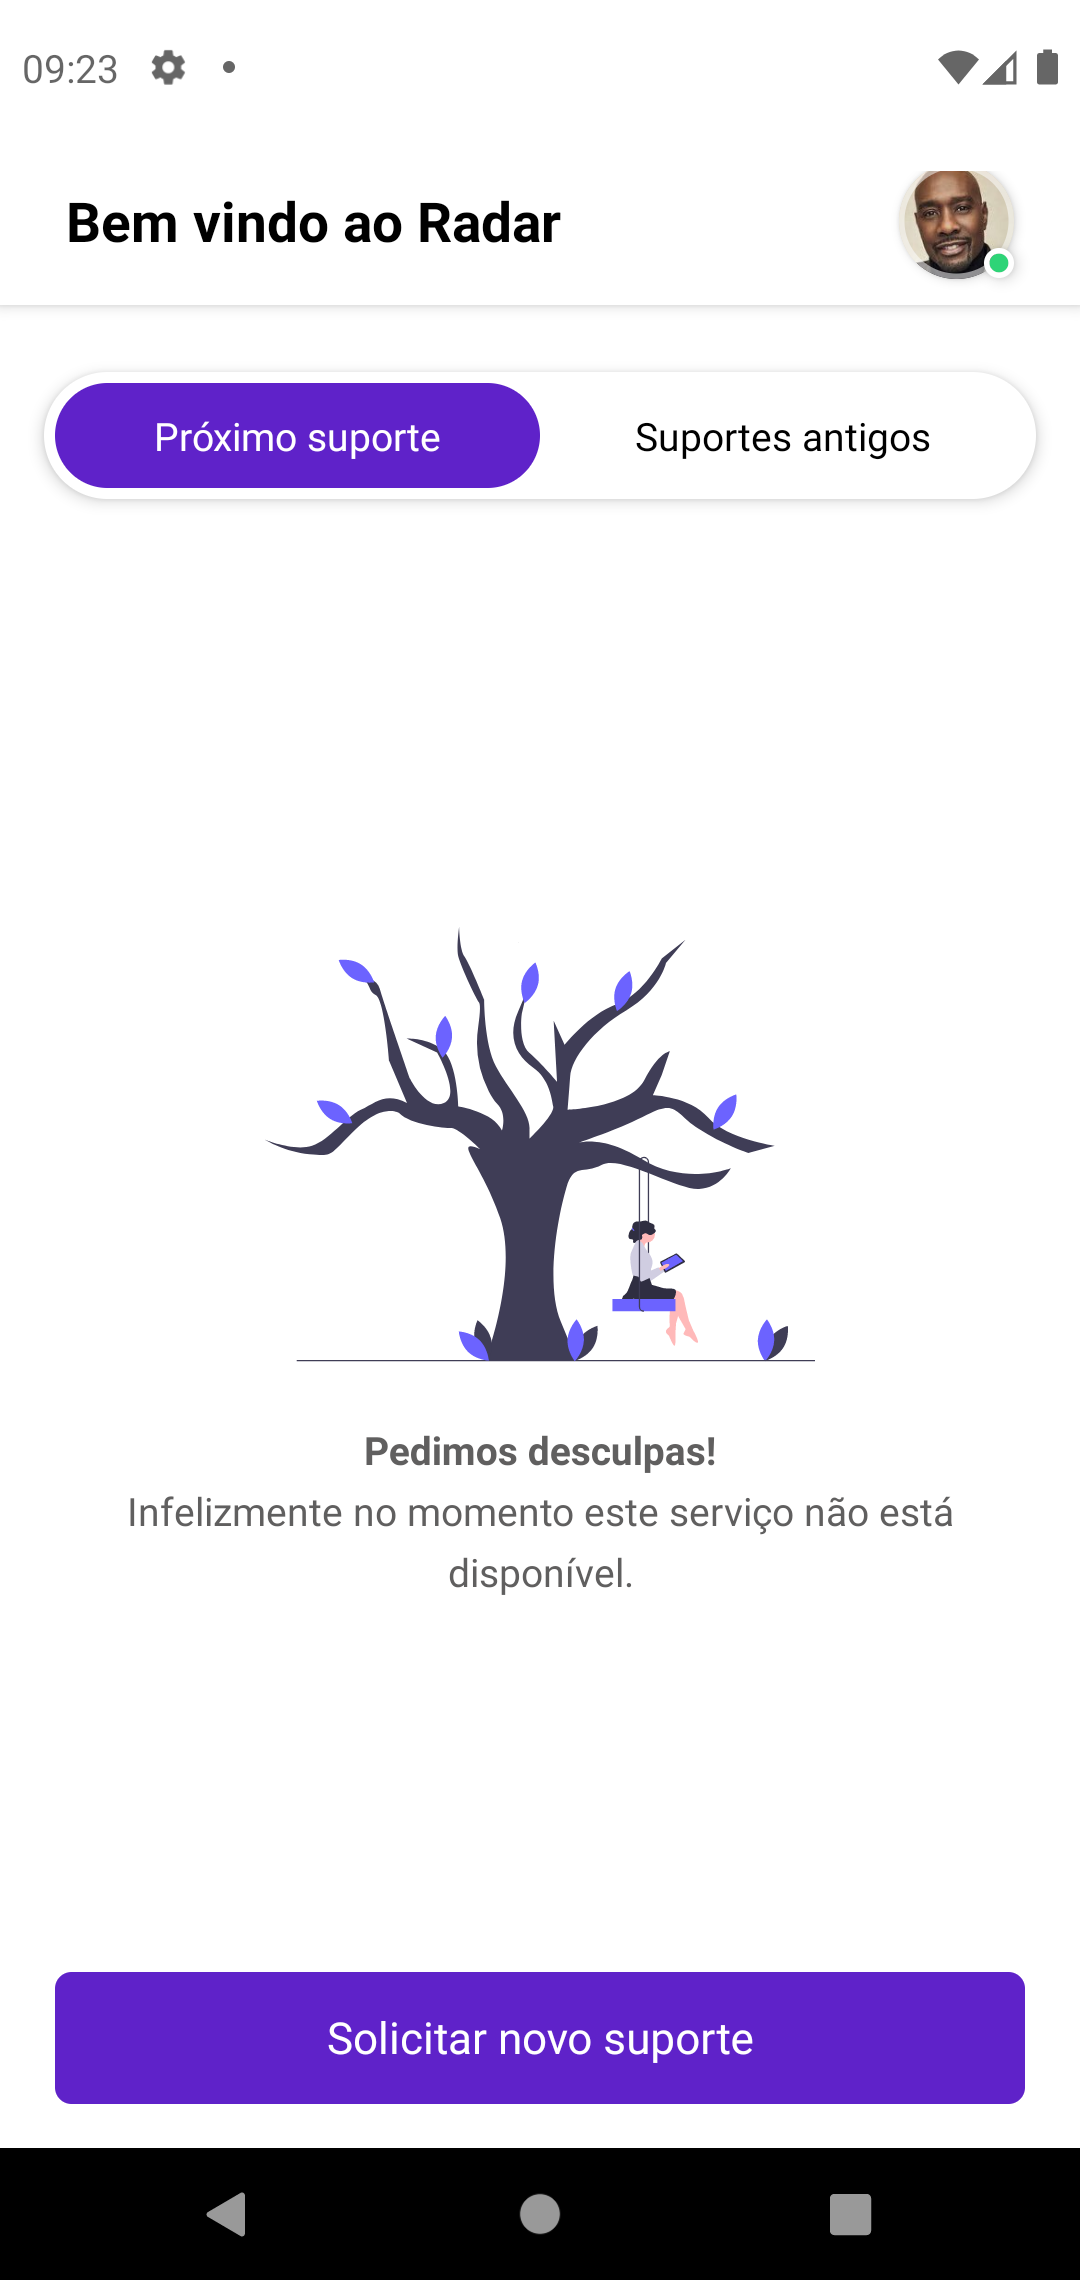 09:23
Bem vindo ao Radar
Próximo suporte
Suportes antigos
Pedimos desculpas!
Infelizmente no momento este serviço não está
disponível.
Solicitar novo suporte